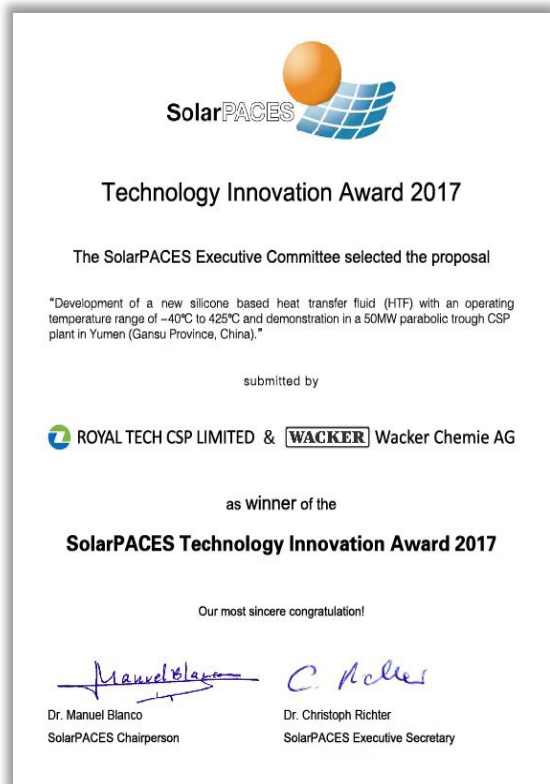 SolarPACES
Technology Innovation Award 2017
The SolarPACES Executive Committee selected the proposal
“Development of a new silicone based heat transfer fluid (HTF) with an operating
temperature range of –40℃ to 425℃ and demonstration in a 50MW parabolic trough CSP
plant in Yumen (Gansu Province, China).”
submitted by
ROYAL TECH CSP LIMITED & WACKER Wacker Chemie AG
as winner of the
SolarPACES Technology Innovation Award 2017
Our most sincere congratulation!
Manuel Blanco
Dr. Manuel Blanco Dr. Christoph Richter
SolarPACES Chairperson SolarPACES Executive Secretary